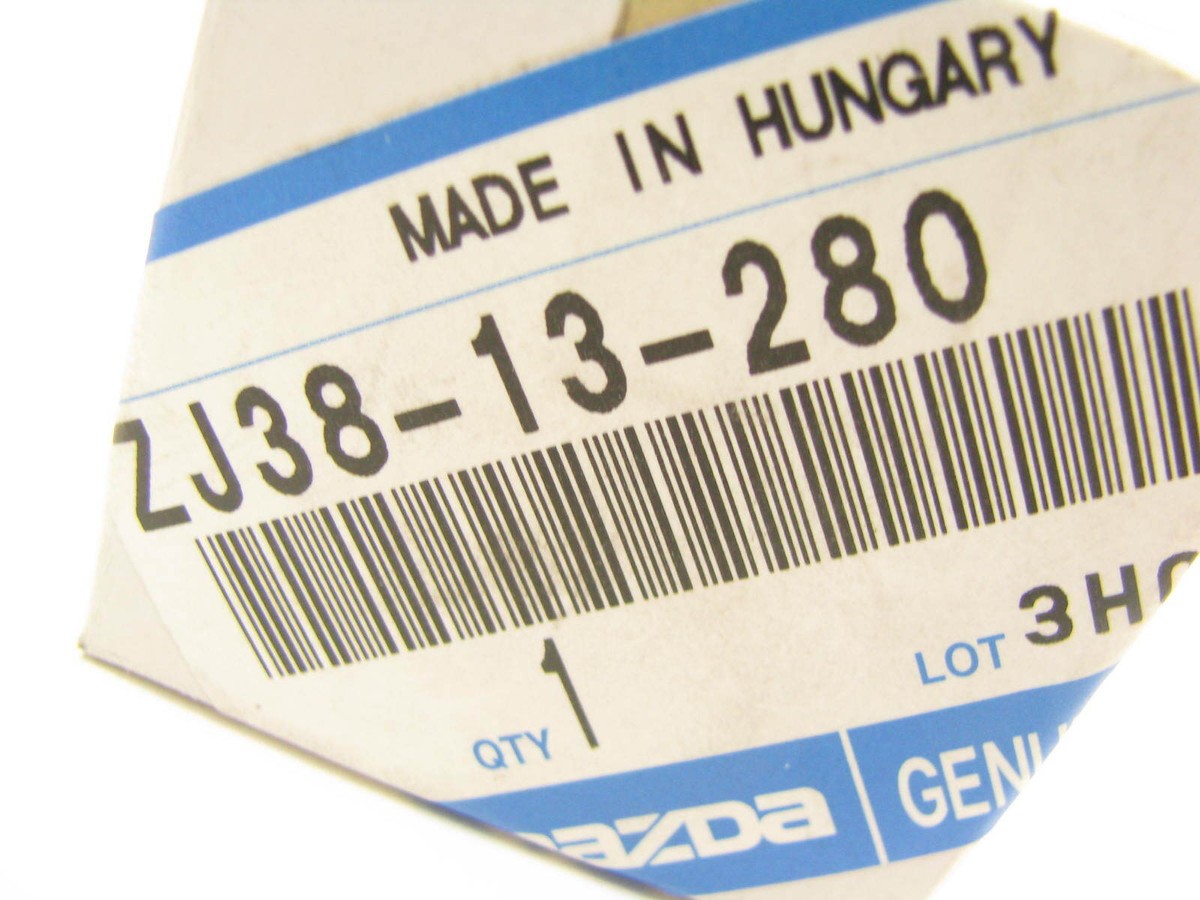 MADE IN HUNGARY
ZJ38-13-280
QTY 1
LOT 3H
mazda